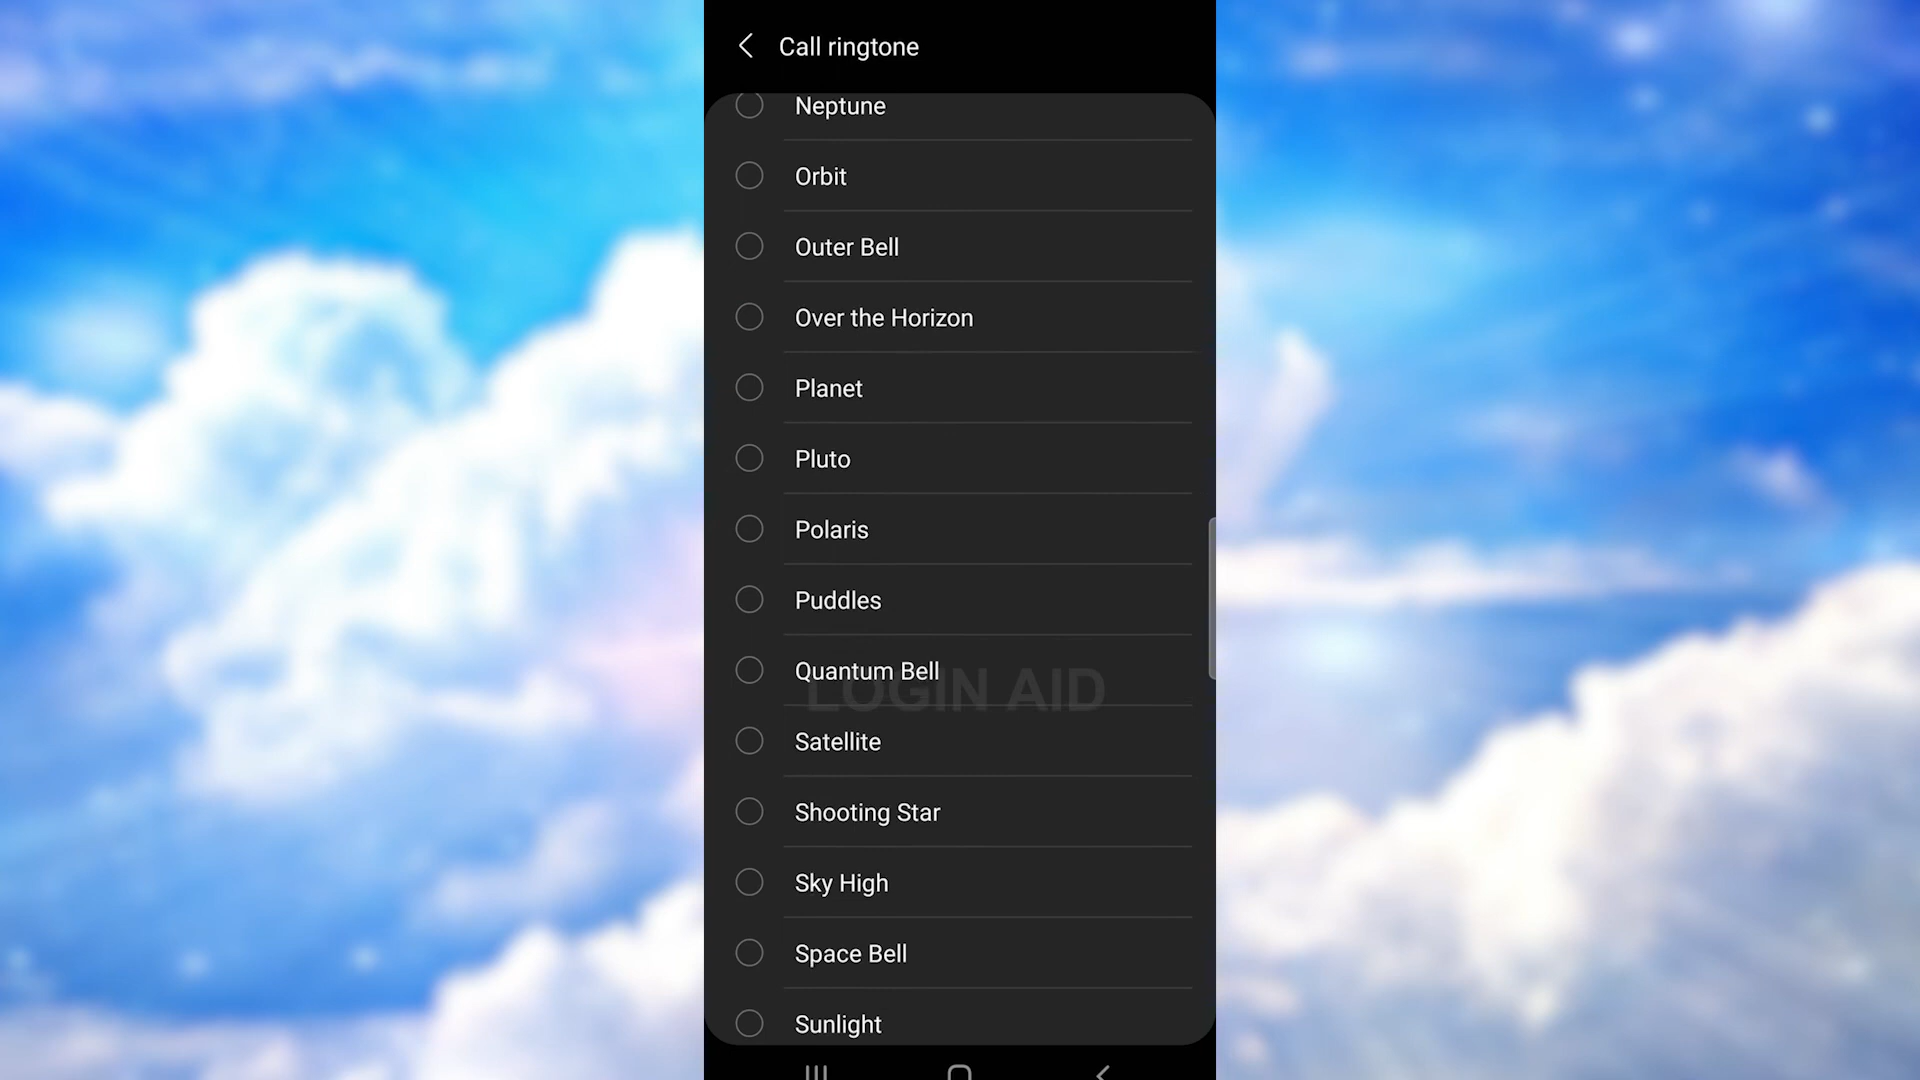 Call ringtone
Neptune
Orbit
Outer Bell
Over the Horizon
Planet
Pluto
Polaris
Puddles
Quantum Bell
LOGIN AID
Satellite
Shooting Star
Sky High
Space Bell
Sunlight